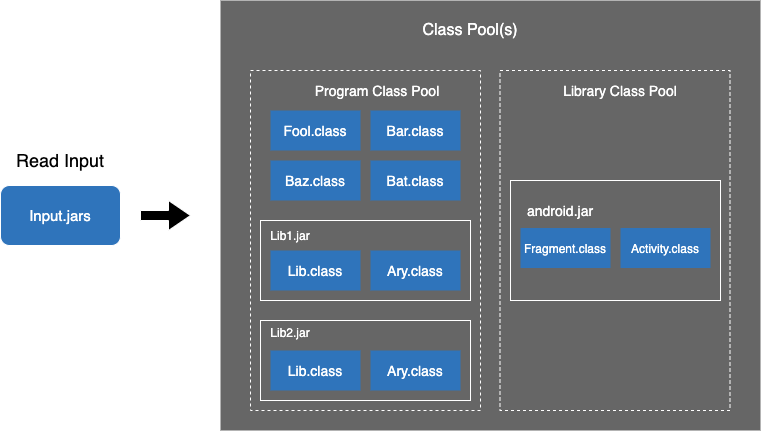 Class Pool(s)
Program Class Pool
Library Class Pool
Fool.class
Bar.class
Baz.class
Bat.class
Read Input
Input.jars
Lib1.jar
Lib.class
Ary.class
Lib2.jar
Lib.class
Ary.class
android.jar
Fragment.class
Activity.class